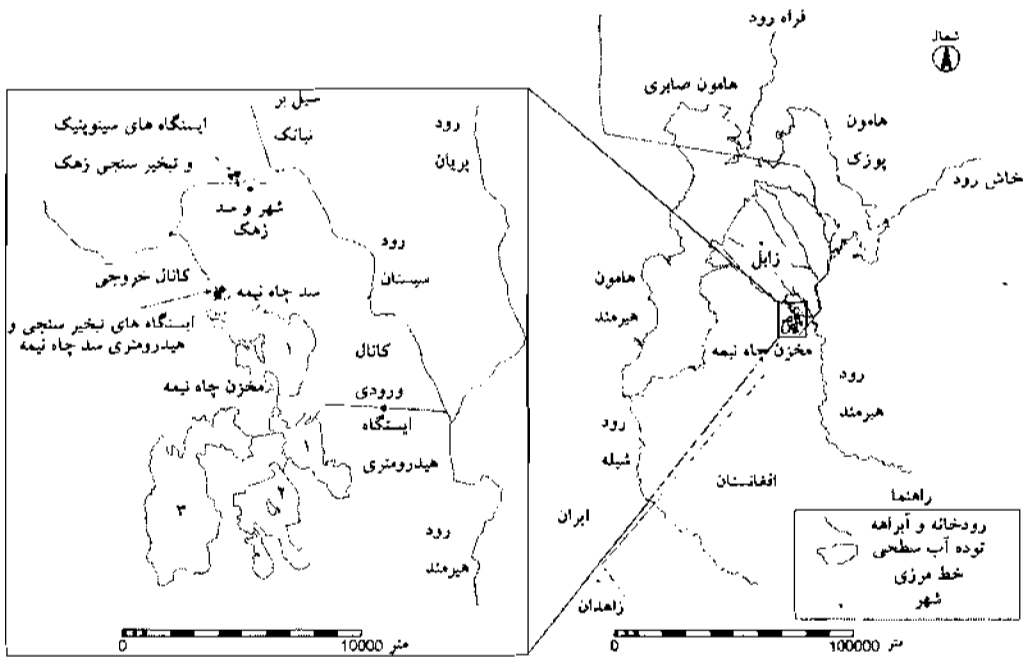 شمال
فراه رود
هامون صابری
هامون
پوزک
خاش رود
زابل
هامون
هیرمند
مخزن چاه نیمه
رود
هیرمند
رود
شیله
افغانستان
ایران
زاهدان
راهنما
رودخانه و آبراهه
توده آب سطحی
خط مرزی
شهر
0
100000 متر
سیل بر
نیاتک
رود
پریان
ایستگاه های سینوپتیک
و تبخیر سنجی زهک
شهر و سد
زهک
رود
سیستان
کانال خروجی
سد چاه نیمه
ایستگاه های تبخیر سنجی و
هیدرومتری سد چاه نیمه
۱
کانال
ورودی
مخزن چاه نیمه
ایستگاه
هیدرومتری
۱
۲
۳
رود
هیرمند
0
10000 متر